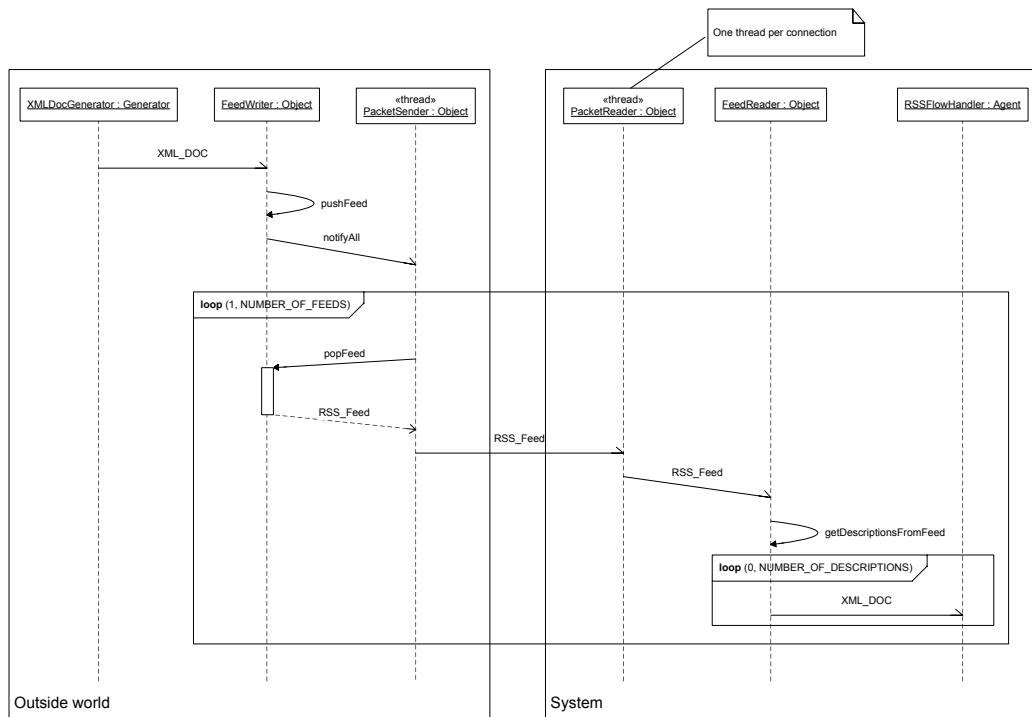 One thread per connection
XMLDocGenerator : Generator
FeedWriter : Object
«thread»
PacketSender : Object
«thread»
PacketReader : Object
FeedReader : Object
RSSFlowHandler : Agent
XML_DOC
pushFeed
notifyAll
loop (1, NUMBER_OF_FEEDS)
popFeed
RSS_Feed
RSS_Feed
RSS_Feed
getDescriptionsFromFeed
loop (0, NUMBER_OF_DESCRIPTIONS)
XML_DOC
Outside world
System